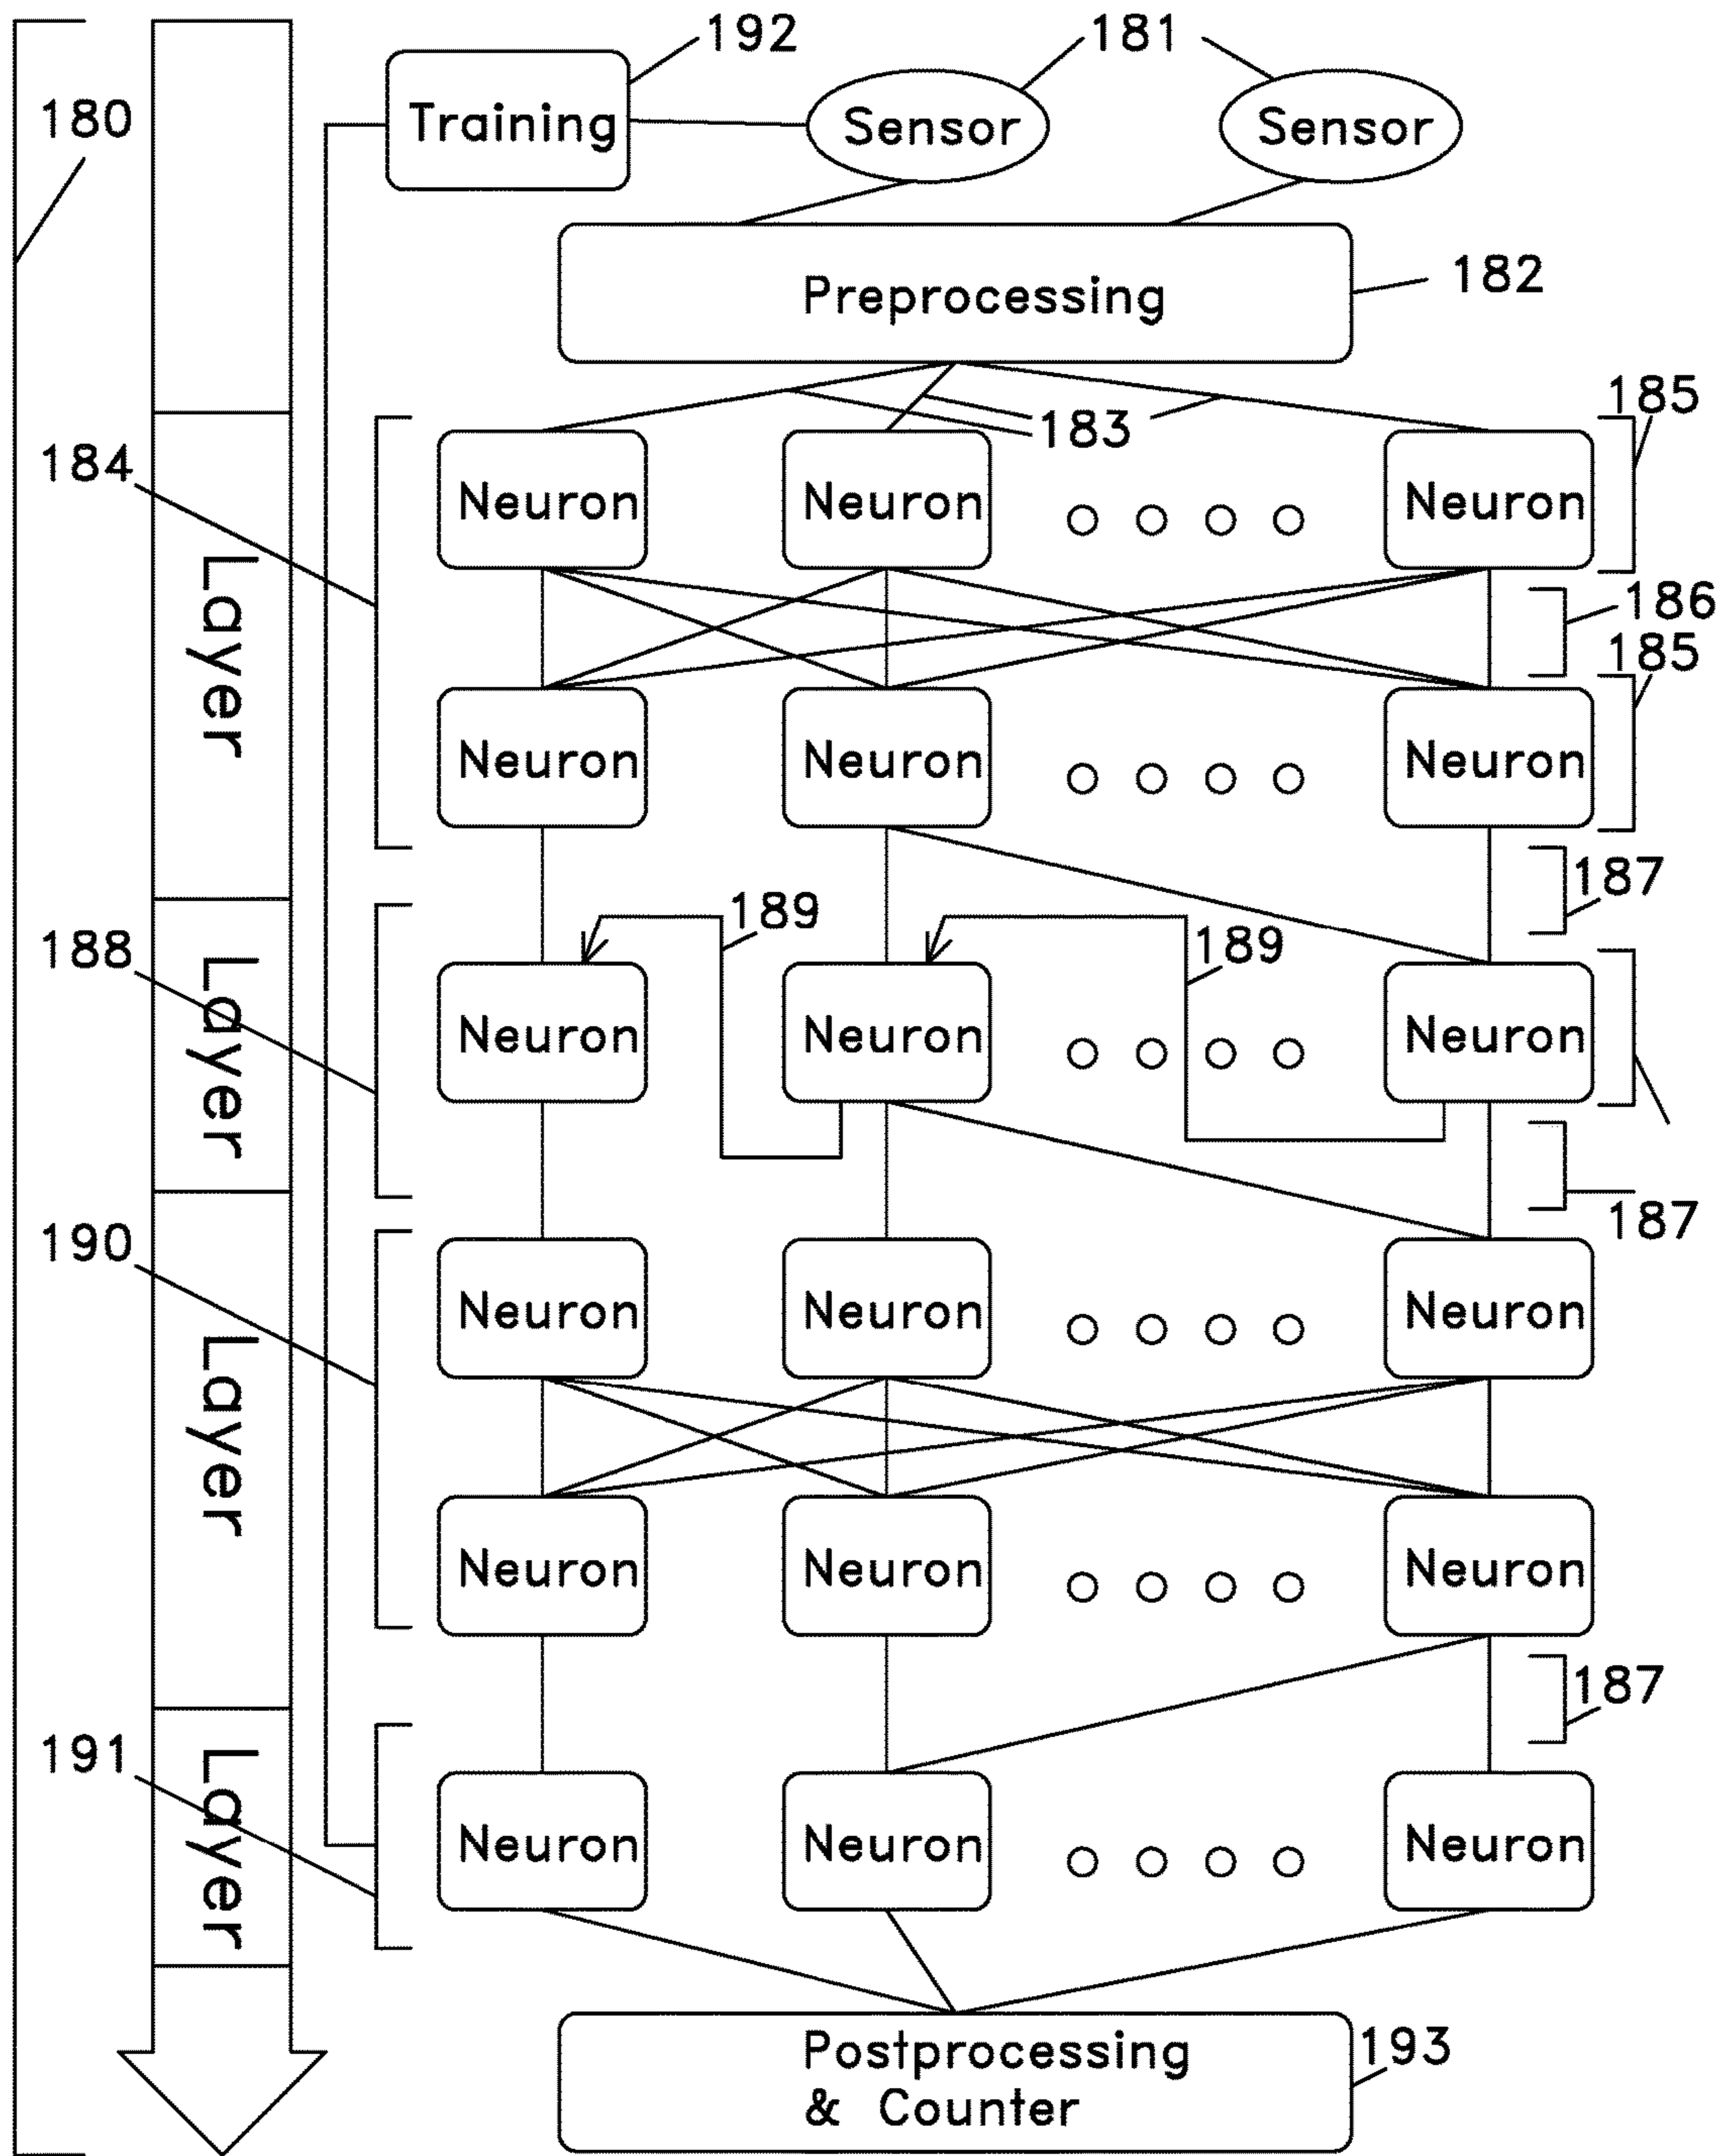 192
181
180
Training
Sensor
Sensor
182
Preprocessing
185
183
184
Neuron
Neuron
Neuron
Layer
186
185
Neuron
Neuron
Neuron
187
189
189
188
Layer
Neuron
Neuron
Neuron
187
190
Neuron
Neuron
Neuron
Layer
Neuron
Neuron
Neuron
187
191
Layer
Neuron
Neuron
Neuron
Postprocessing
& Counter
193